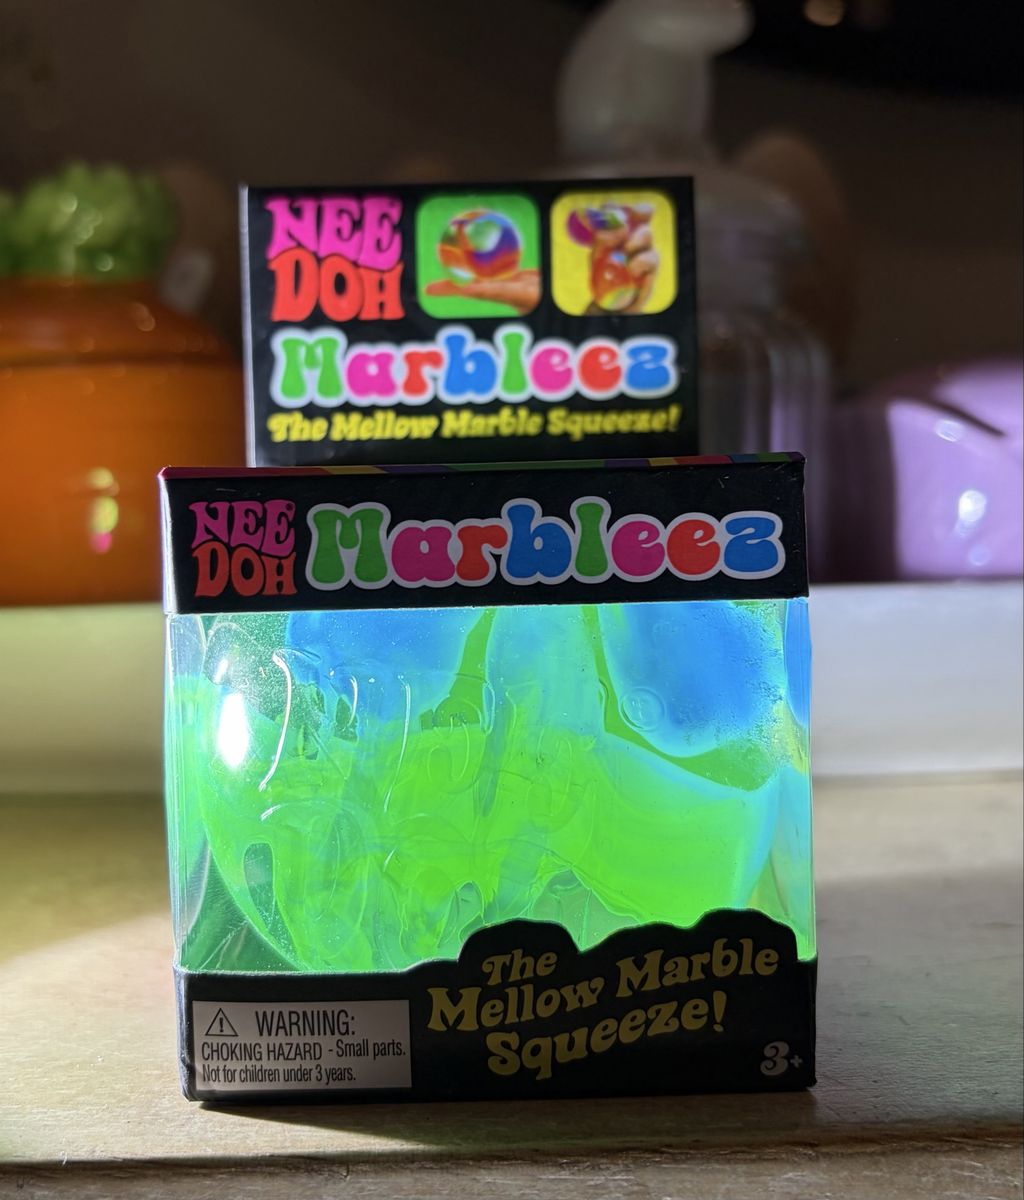 NEE
DOH
Marbleez
The Mellow Marble Squeeze!
NEE
DOH
Marbleez
The
Mellow Marble
Squeeze!
WARNING:
CHOKING HAZARD - Small parts.
Not for children under 3 years.
3+